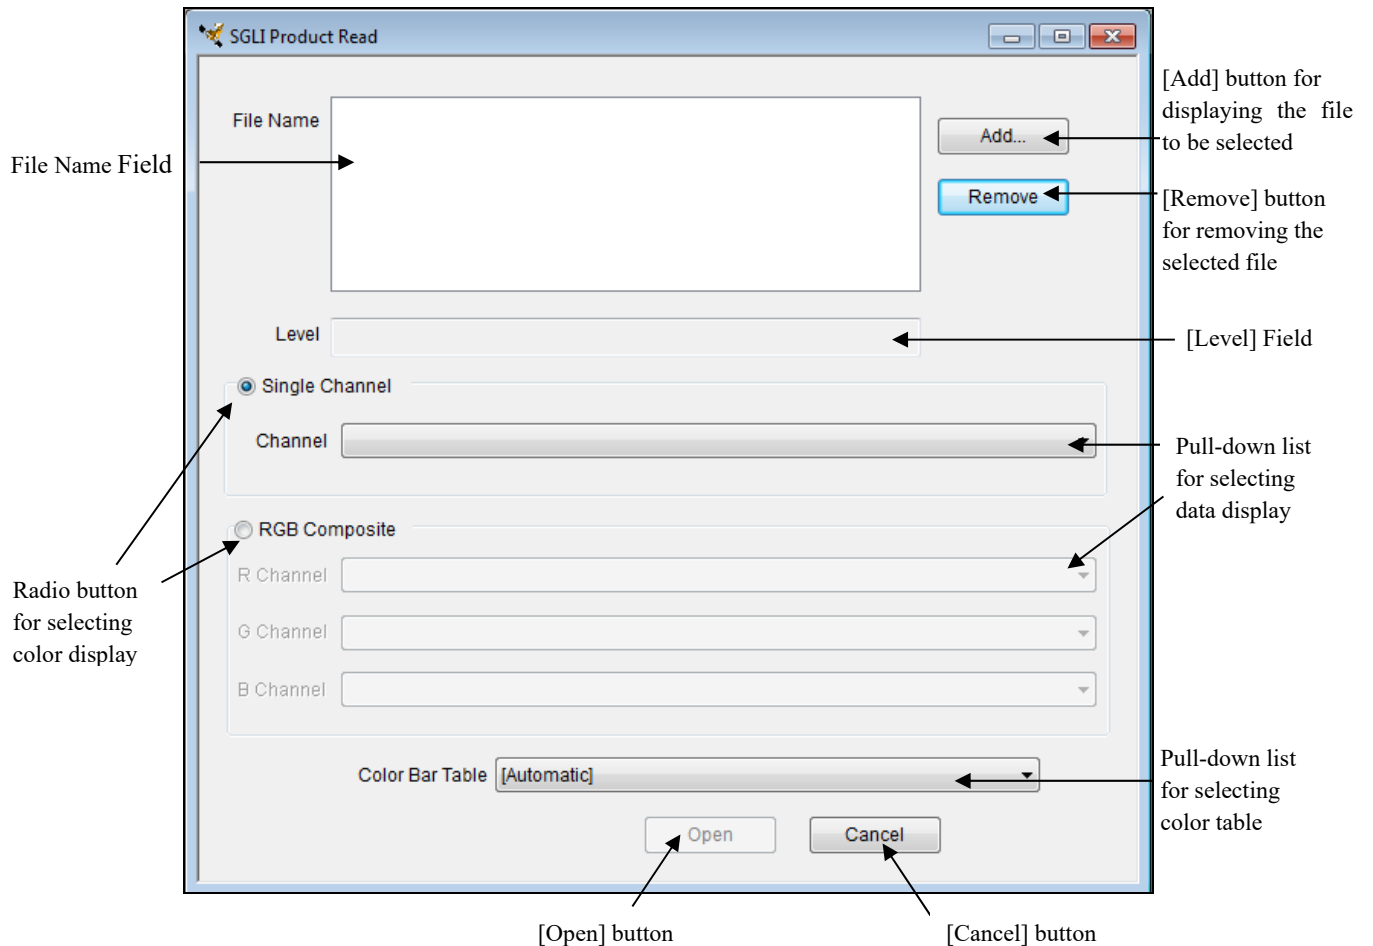 SGLI Product Read
[Add] button for
displaying the file
to be selected
File Name
Add...
File Name Field
Remove
[Remove] button
for removing the
selected file
Level
[Level] Field
Single Channel
Channel
Pull-down list
for selecting
data display
RGB Composite
R Channel
Radio button
for selecting
color display
G Channel
B Channel
Color Bar Table
[Automatic]
Pull-down list
for selecting
color table
Open
Cancel
[Open] button
[Cancel] button